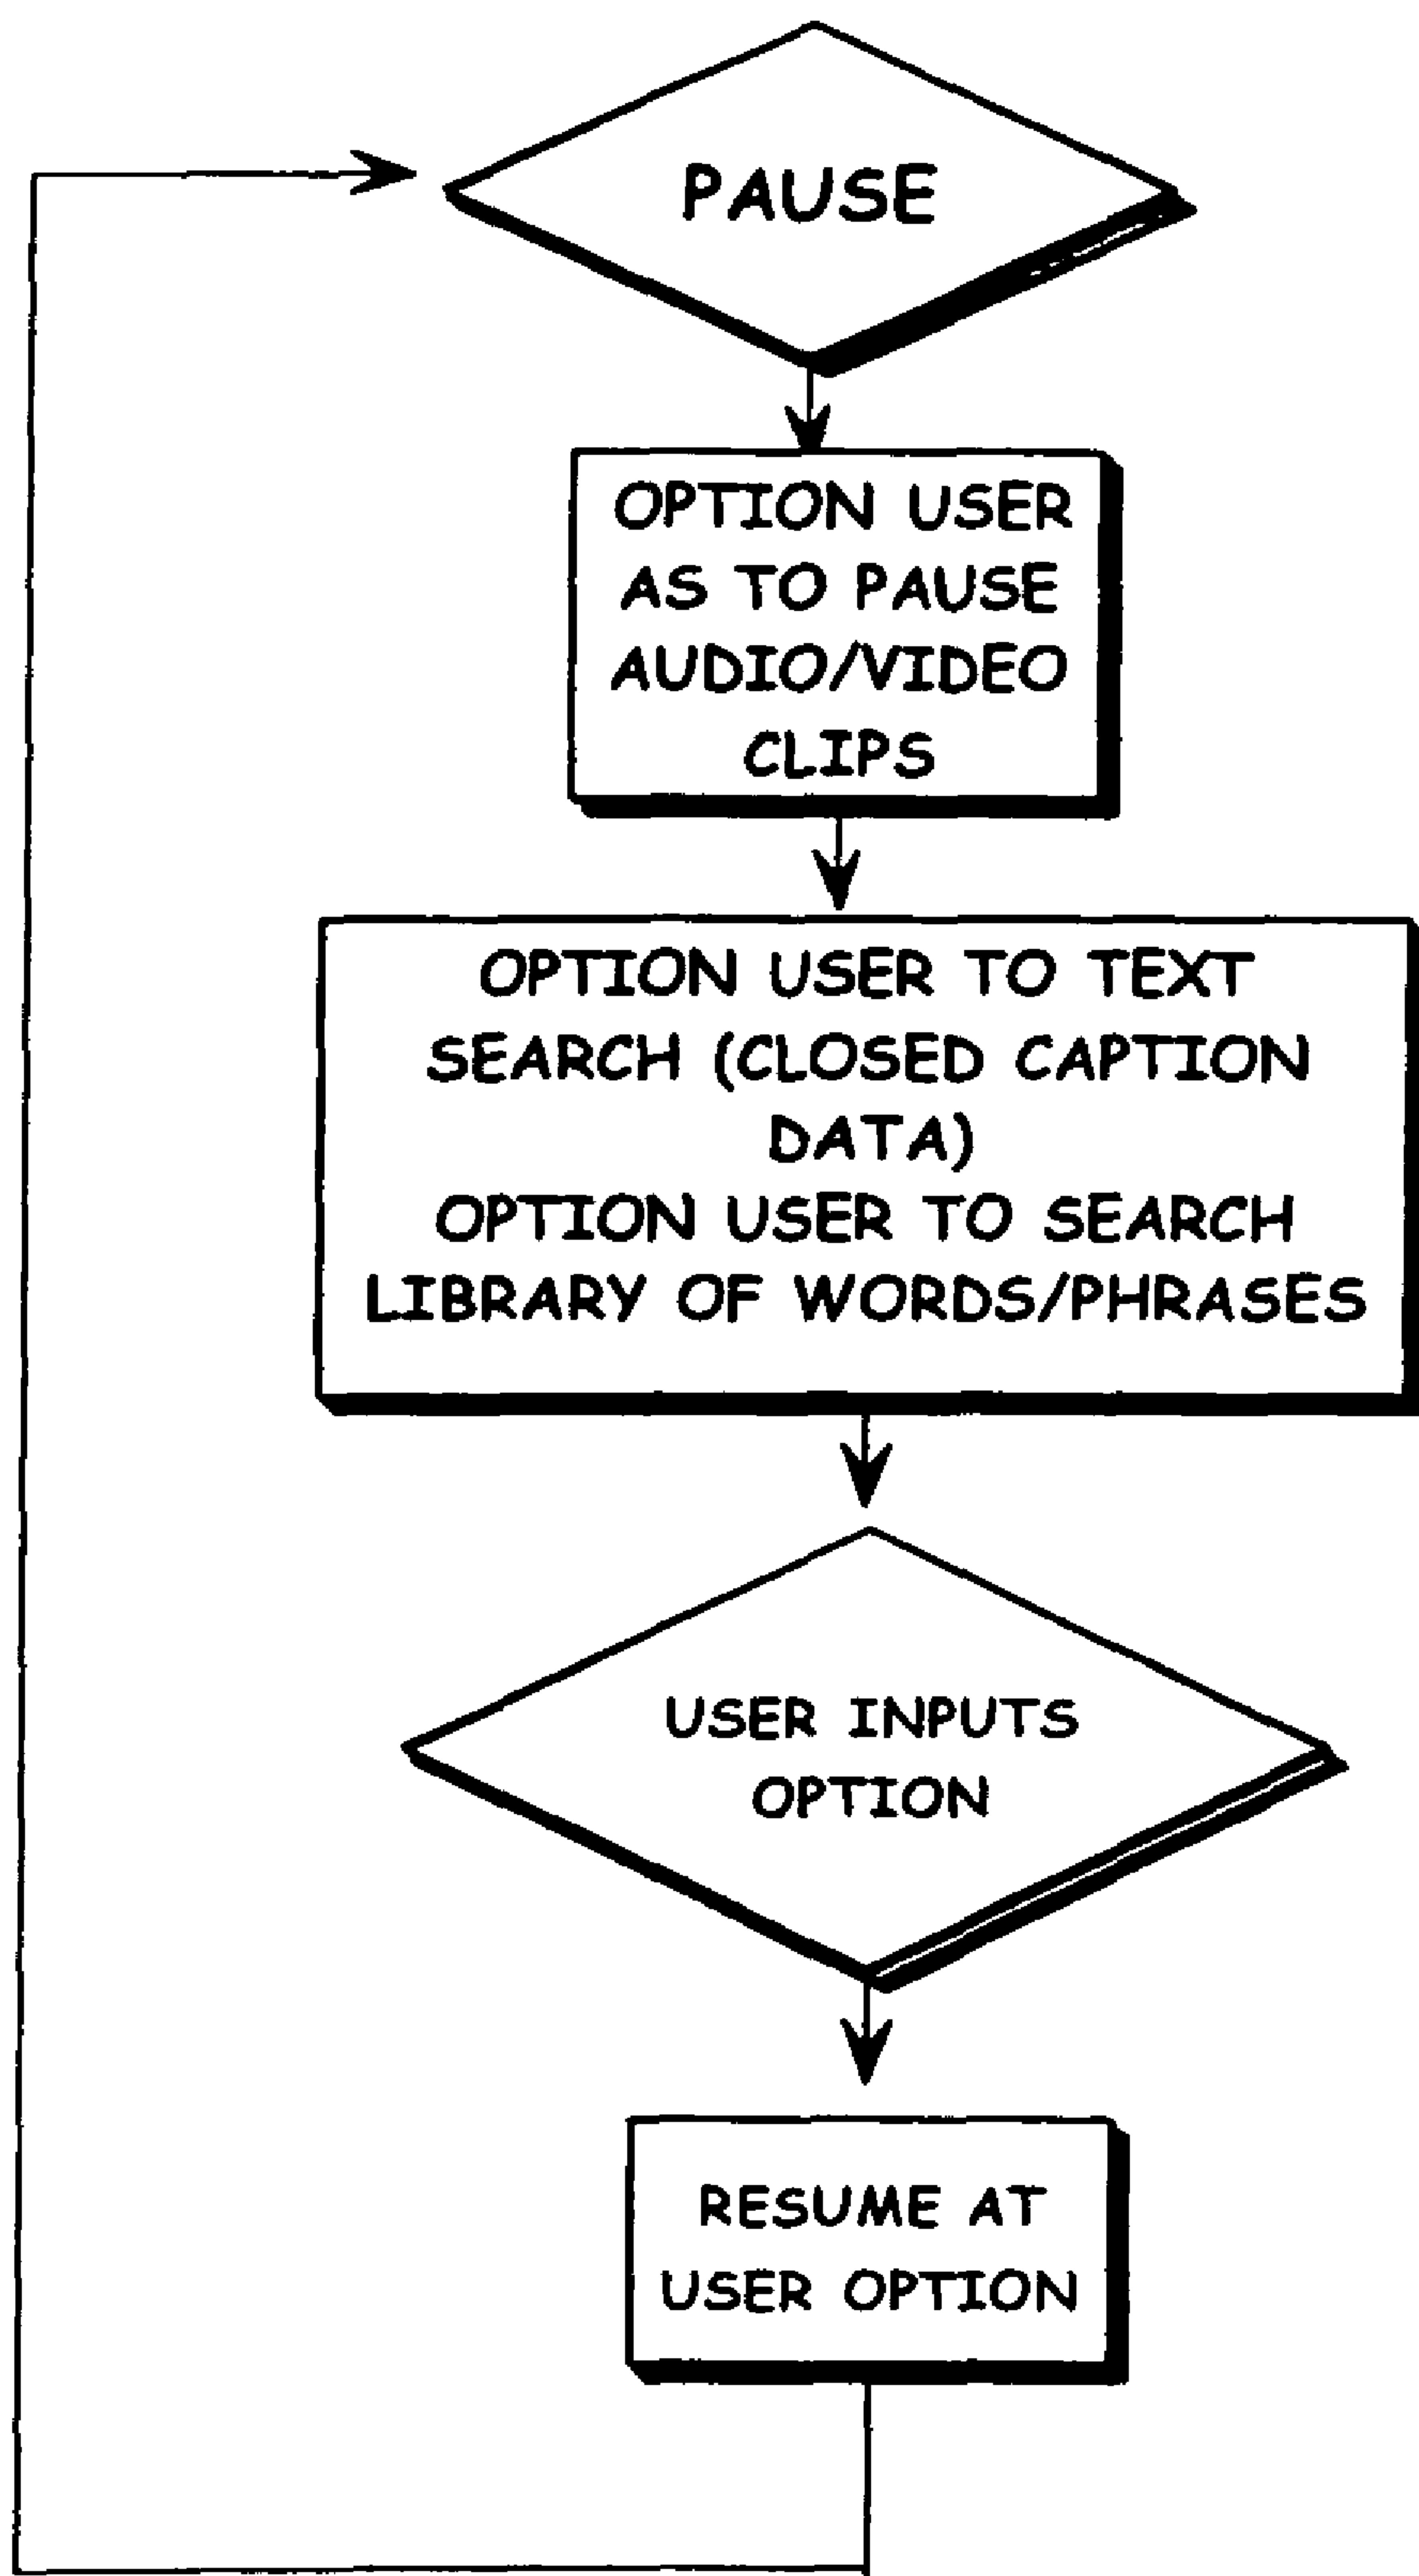 PAUSE
OPTION USER
AS TO PAUSE
AUDIO/VIDEO
CLIPS
OPTION USER TO TEXT
SEARCH (CLOSED CAPTION
DATA)
OPTION USER TO SEARCH
LIBRARY OF WORDS/PHRASES
USER INPUTS
OPTION
RESUME AT
USER OPTION